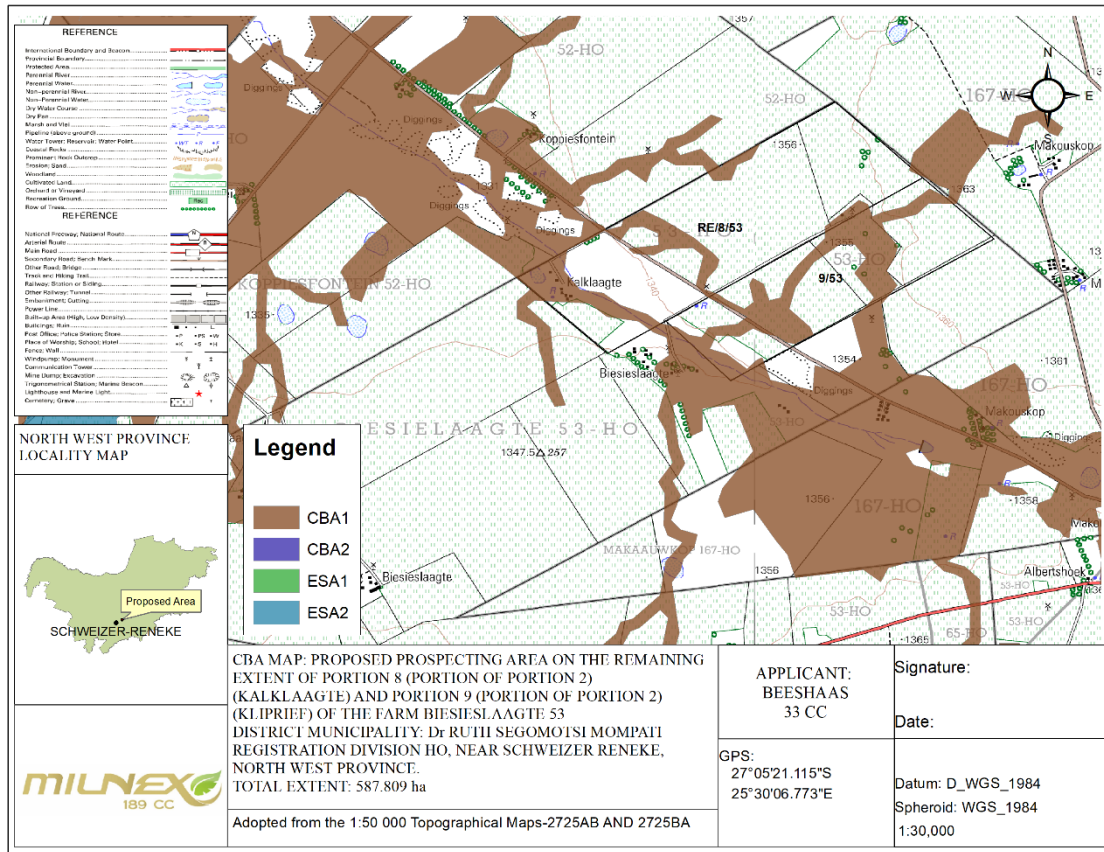 REFERENCE
International Boundary and Beacon
Provincial Boundary
Protected Area
Perennial River
Perennial Water
Non-perennial River
Non-Perennial Water
Dry Water Course
Dry Pan
Marsh and Vlei
Pipeline (above ground)
Water Tower; Reservoir; Water Point
Coastal Rocks
Prominent Rock Outcrop
Erosion; Sand
Woodland
Cultivated Land
Orchard or Vineyard
Recreation Ground
Row of Trees
REFERENCE
National Freeway; National Route
Arterial Route
Main Road
Secondary Road; Bench Mark
Other Road; Bridge
Track and Hiking Trail
Railway; Station or Siding
Other Railway; Tunnel
Embankment; Cutting
Power Line
Built-up Area (High, Low Density)
Buildings; Ruin
Post Office; Police Station; Store
Place of Worship; School; Hotel
Fence; Wall
Windpump; Monument
Communication Tower
Mine Dump; Excavation
Trigonometrical Station; Marine Beacon
Lighthouse and Marine Light
Cemetery; Grave
NORTH WEST PROVINCE
LOCALITY MAP
Proposed Area
SCHWEIZER-RENEKE
MILNEX
189 CC
Legend
CBA1
CBA2
ESA1
ESA2
N
W
E
S
1357
52-HO
52-HO
167-HO
Diggings
Diggings
Koppiesfontein
1356
Makouskop
1331
R
1363
Diggings
Diggings
RE/8/53
1355
53-HO
9/53
Kalklaagte
1340
KOPPIESFONTEIN 52-HO
1335
1360
Biesieslaagte
1354
1361
Diggings
167-HO
Makouskop
Diggings
53-HO
IESIELAAGTE 53-HO
1347.5 257
1356
1358
167-HO
R
MAKAAUWKOP 167-HO
1356
Biesieslaagte
Albertshoek
53-HO
53-HO
53-HO
65-HO
1365
CBA MAP: PROPOSED PROSPECTING AREA ON THE REMAINING
EXTENT OF PORTION 8 (PORTION OF PORTION 2)
(KALKLAAGTE) AND PORTION 9 (PORTION OF PORTION 2)
(KLIPRIEF) OF THE FARM BIESIESLAAGTE 53
DISTRICT MUNICIPALITY: Dr RUTH SEGOMOTSI MOMPATI
REGISTRATION DIVISION HO, NEAR SCHWEIZER RENEKE,
NORTH WEST PROVINCE.
TOTAL EXTENT: 587.809 ha
Adopted from the 1:50 000 Topographical Maps-2725AB AND 2725BA
APPLICANT:
BEESHAAS
33 CC
GPS:
27°05'21.115"S
25°30'06.773"E
Signature:
Date:
Datum: D_WGS_1984
Spheroid: WGS_1984
1:30,000